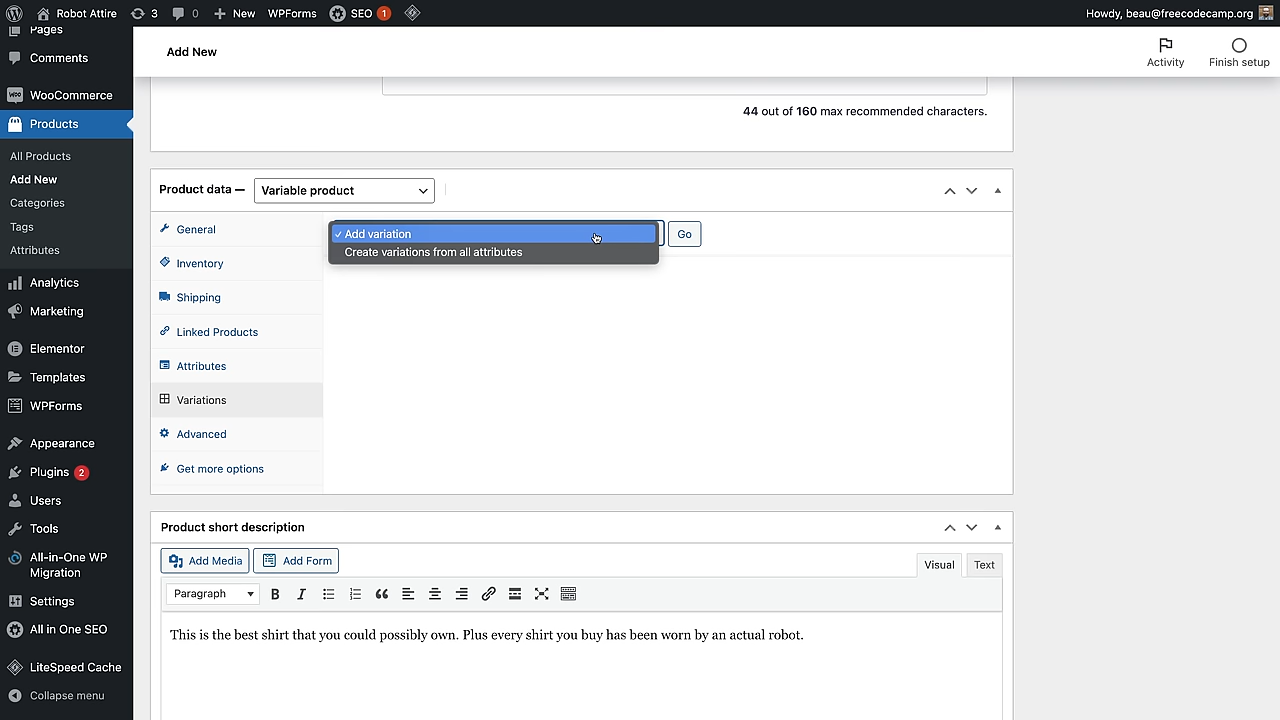 Robot Attire
3
0
New
WPForms
SEO
1
Howdy, beau@freecodecamp.org
Pages
Comments
WooCommerce
Products
All Products
Add New
Categories
Tags
Attributes
Analytics
Marketing
Elementor
Templates
WPForms
Appearance
Plugins 2
Users
Tools
All-in-One WP
Migration
Settings
All in One SEO
LiteSpeed Cache
Collapse menu
Add New
Activity
Finish setup
44 out of 160 max recommended characters.
Product data —
Variable product
General
Inventory
Shipping
Linked Products
Attributes
Variations
Advanced
Get more options
✓ Add variation
Create variations from all attributes
Go
Product short description
Add Media
Add Form
Visual
Text
Paragraph
B
I
This is the best shirt that you could possibly own. Plus every shirt you buy has been worn by an actual robot.